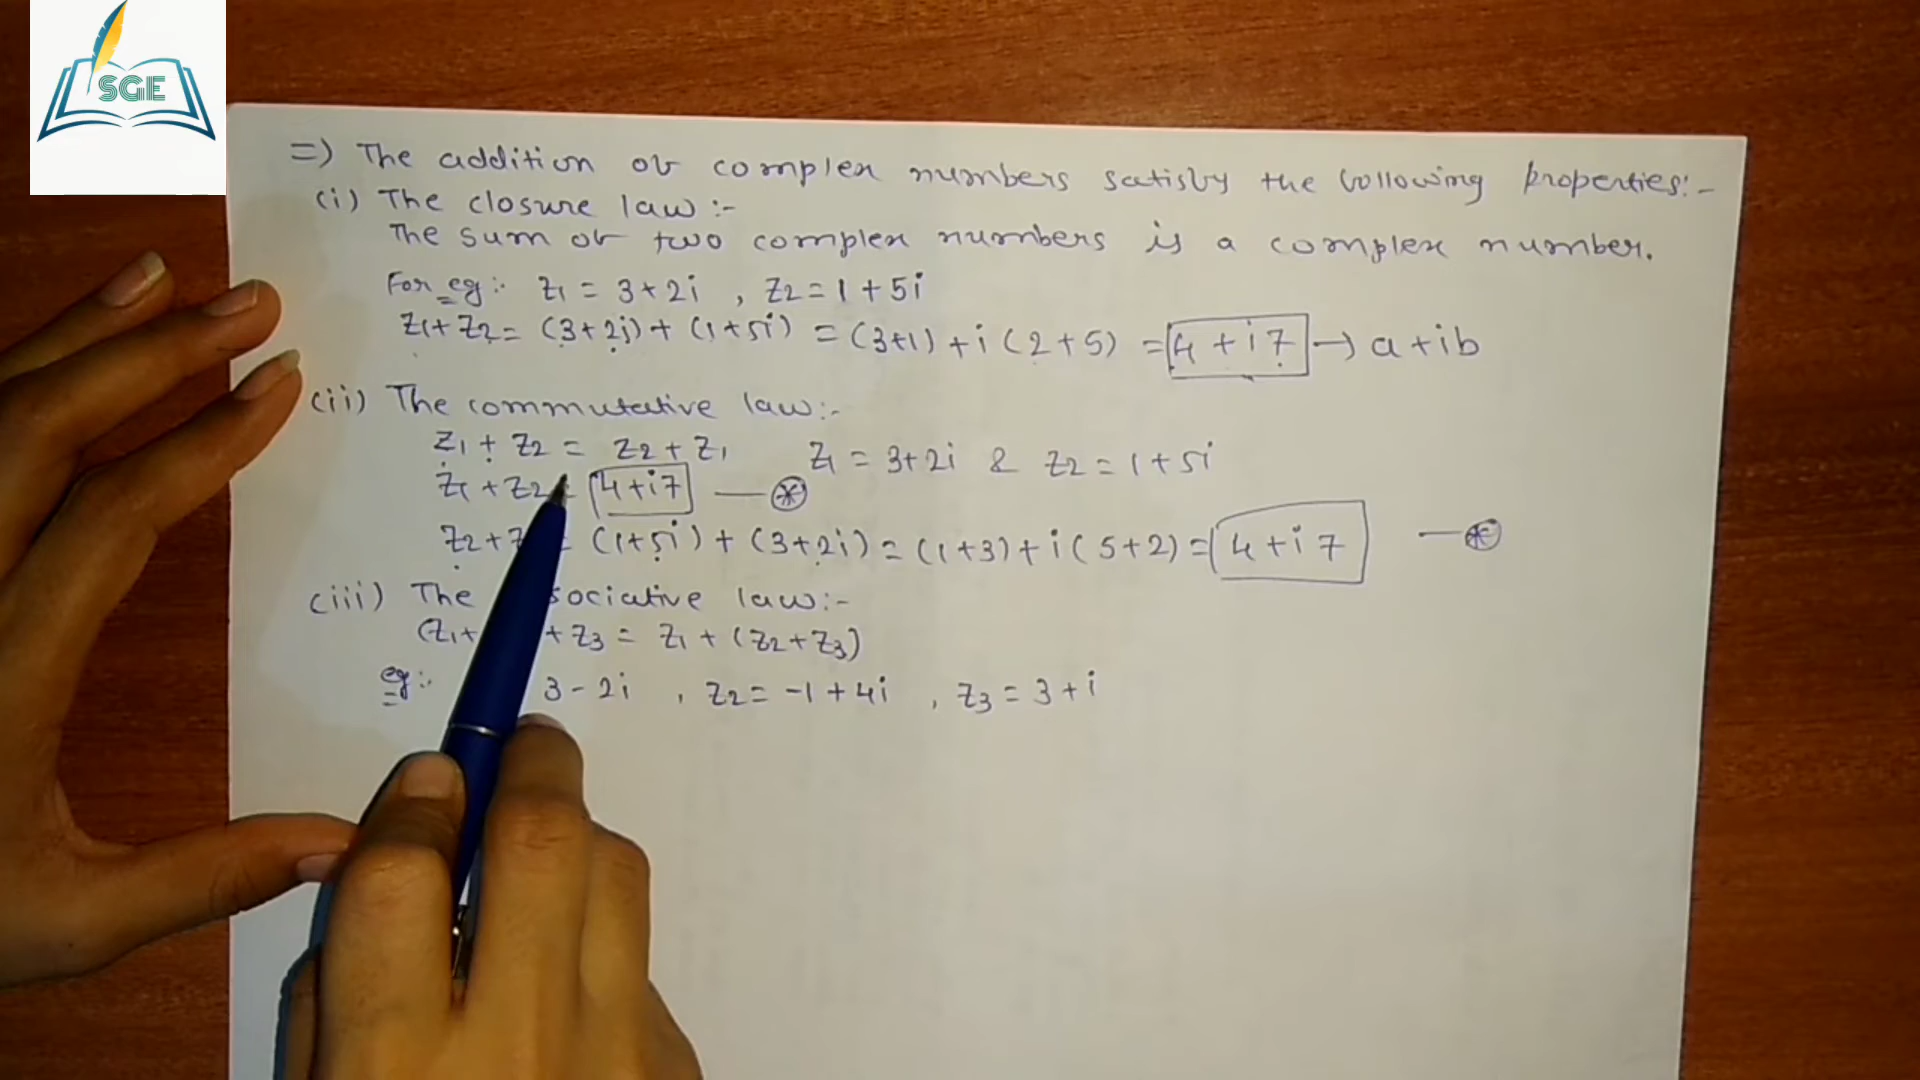 SGE
=) The addition of complex numbers satisfy the following properties:-
(i) The closure law :-
The sum of two complex numbers is a complex number.
For eg:- z1 = 3+2i , z2 = 1+5i
z1+z2 = (3+2i)+(1+5i) = (3+1)+i(2+5) = 4+i7 → a+ib
(ii) The commutative law:-
z1 + z2 = z2 + z1 z1 = 3+2i & z2 = 1+5i
z1 + z2 = 4+i7 — *
z2+ = (1+5i)+(3+2i) = (1+3)+i(5+2) = 4+i7 — *
(iii) The law:-
(z1+ +z3 = z1 + (z2+z3)
eg:- 3-2i , z2 = -1+4i , z3 = 3+i